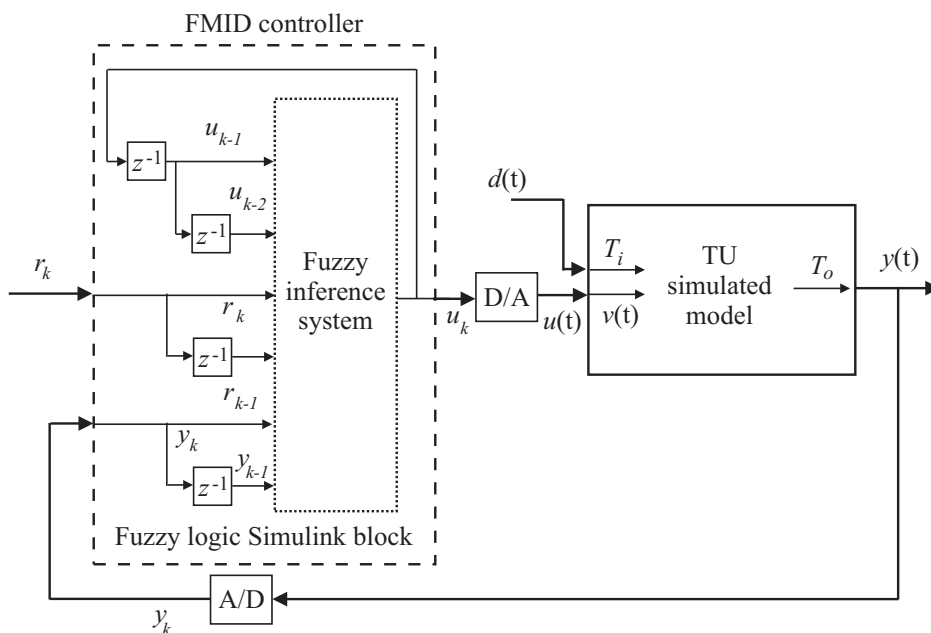 FMID controller
u_{k-1}
z^{-1}
u_{k-2}
z^{-1}
d(t)
r_k
r_k
Fuzzy
inference
system
z^{-1}
r_{k-1}
u_k
D/A
u(t)
T_i
v(t)
TU
simulated
model
T_o
y(t)
y_k
y_{k-1}
z^{-1}
Fuzzy logic Simulink block
A/D
y_k